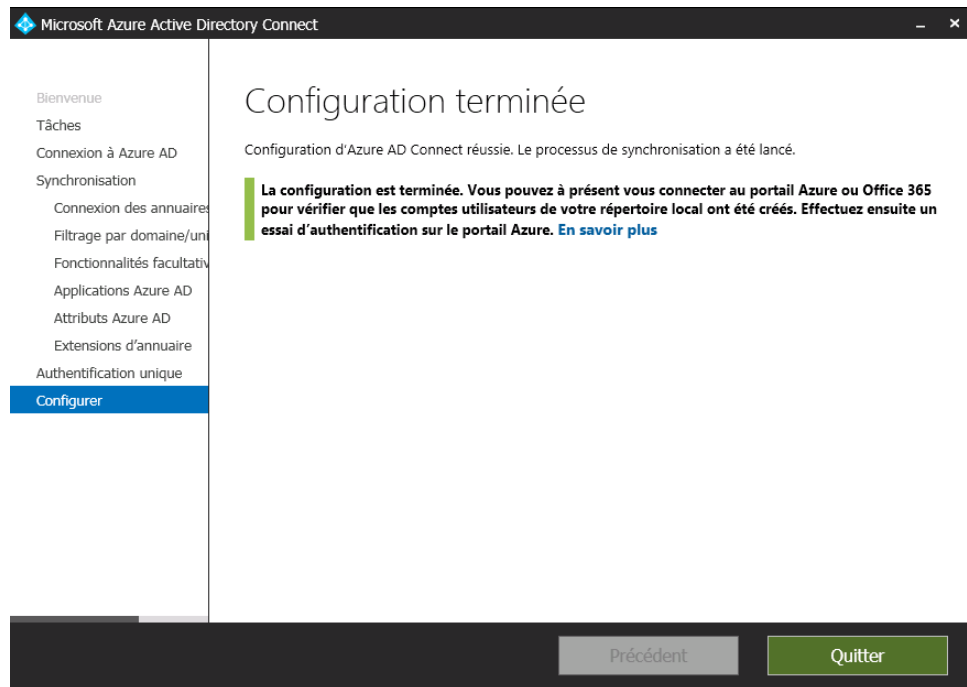 Microsoft Azure Active Directory Connect
Bienvenue
Tâches
Connexion à Azure AD
Synchronisation
Connexion des annuaires
Filtrage par domaine/uni
Fonctionnalités facultativ
Applications Azure AD
Attributs Azure AD
Extensions d'annuaire
Authentification unique
Configurer
Configuration terminée
Configuration d'Azure AD Connect réussie. Le processus de synchronisation a été lancé.
La configuration est terminée. Vous pouvez à présent vous connecter au portail Azure ou Office 365
pour vérifier que les comptes utilisateurs de votre répertoire local ont été créés. Effectuez ensuite un
essai d'authentification sur le portail Azure. En savoir plus
Précédent
Quitter